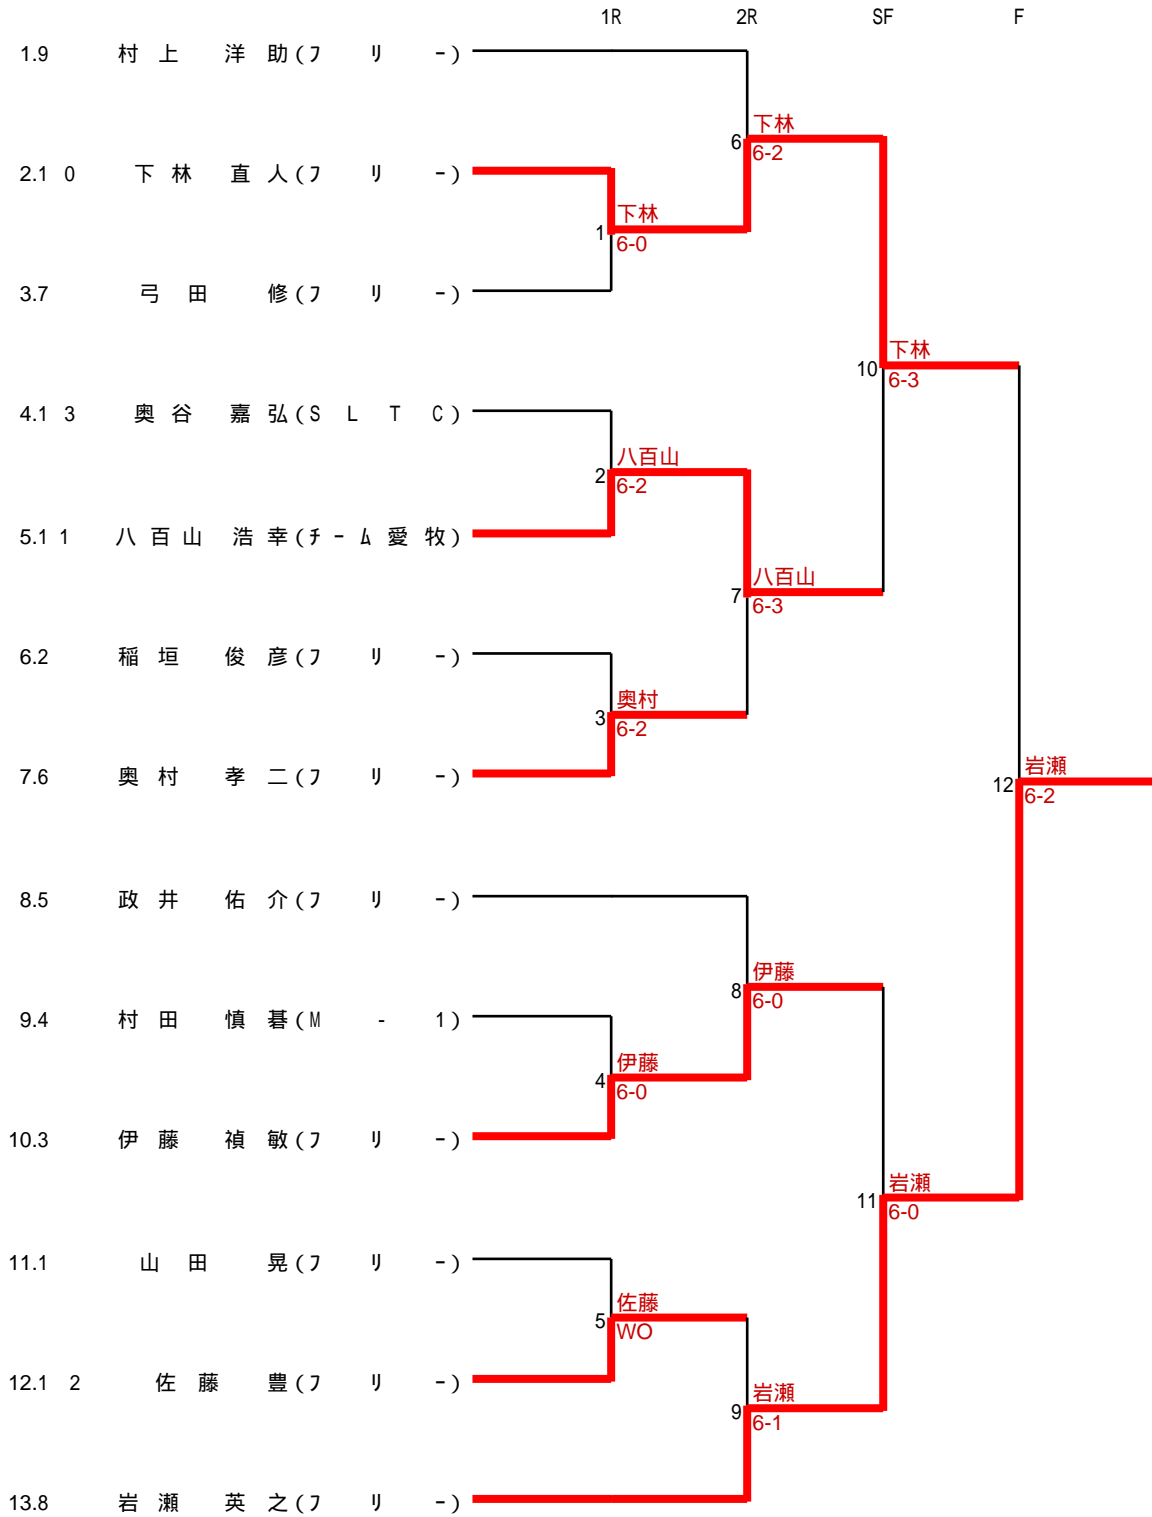 1R 2R SF F
1.9 村上 洋助(フリー)
6 下林
6-2
2.1 0 下林 直人(フリー)
1 下林
6-0
3.7 弓田 修(フリー)
10 下林
6-3
4.1 3 奥谷 嘉弘(SLTC)
2 八百山
6-2
5.1 1 八百山 浩幸(チーム愛牧)
7 八百山
6-3
6.2 稲垣 俊彦(フリー)
3 奥村
6-2
7.6 奥村 孝二(フリー)
12 岩瀬
6-2
8.5 政井 佑介(フリー)
8 伊藤
6-0
9.4 村田 慎碁(M-1)
4 伊藤
6-0
10.3 伊藤 禎敏(フリー)
11 岩瀬
6-0
11.1 山田 晃(フリー)
5 佐藤
WO
12.1 2 佐藤 豊(フリー)
9 岩瀬
6-1
13.8 岩瀬 英之(フリー)